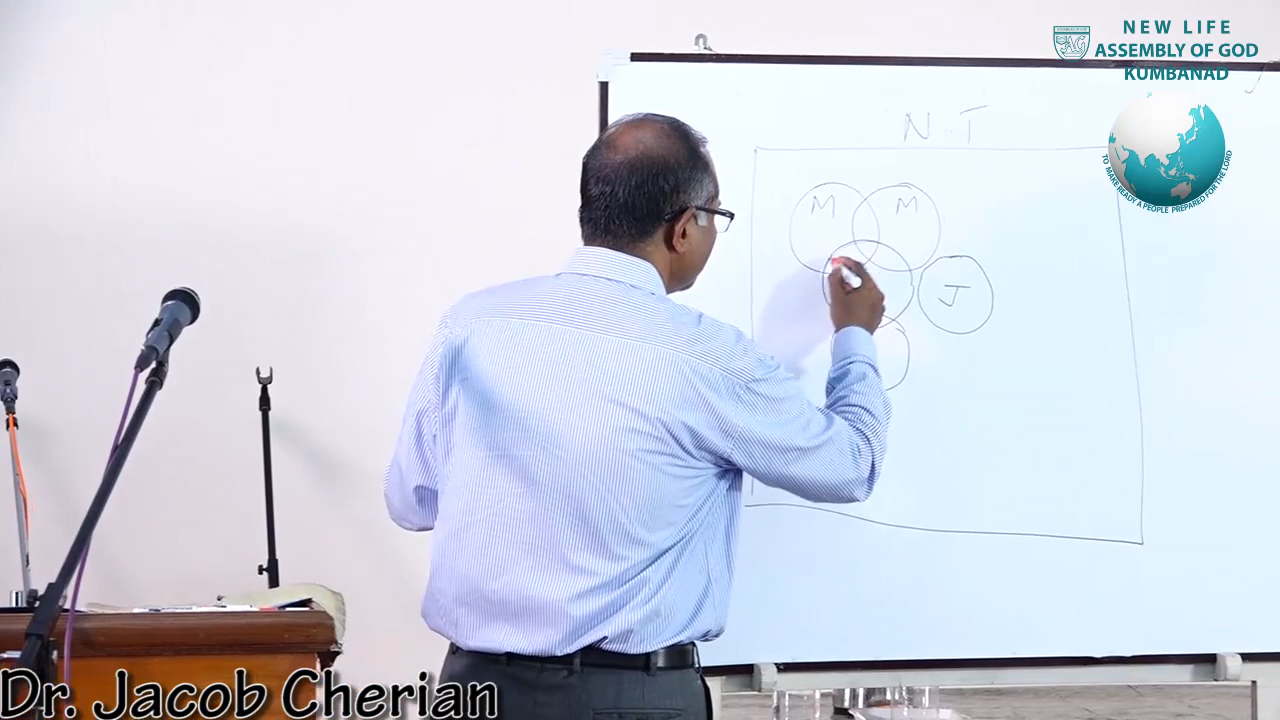 NEW LIFE
ASSEMBLY OF GOD
KUMBANAD
TO MAKE READY A PEOPLE PREPARED FOR THE LORD
N.T
M M
J
Dr. Jacob Cherian